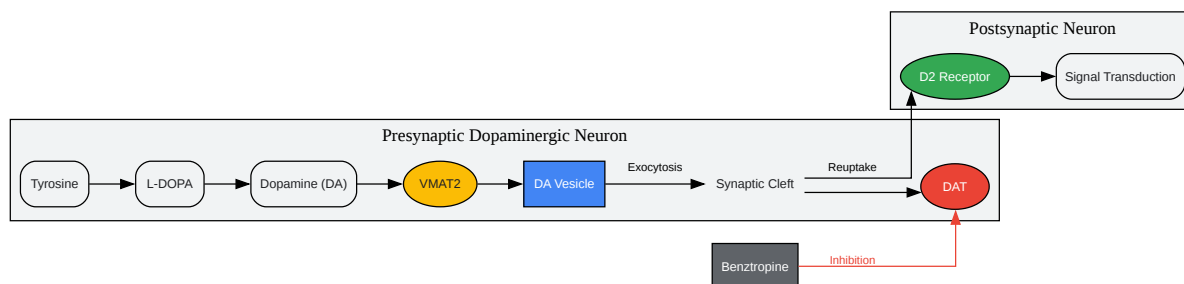 Postsynaptic Neuron
D2 Receptor
Signal Transduction
Presynaptic Dopaminergic Neuron
Tyrosine
L-DOPA
Dopamine (DA)
VMAT2
DA Vesicle
Exocytosis
Synaptic Cleft
Reuptake
DAT
Benztropine
Inhibition